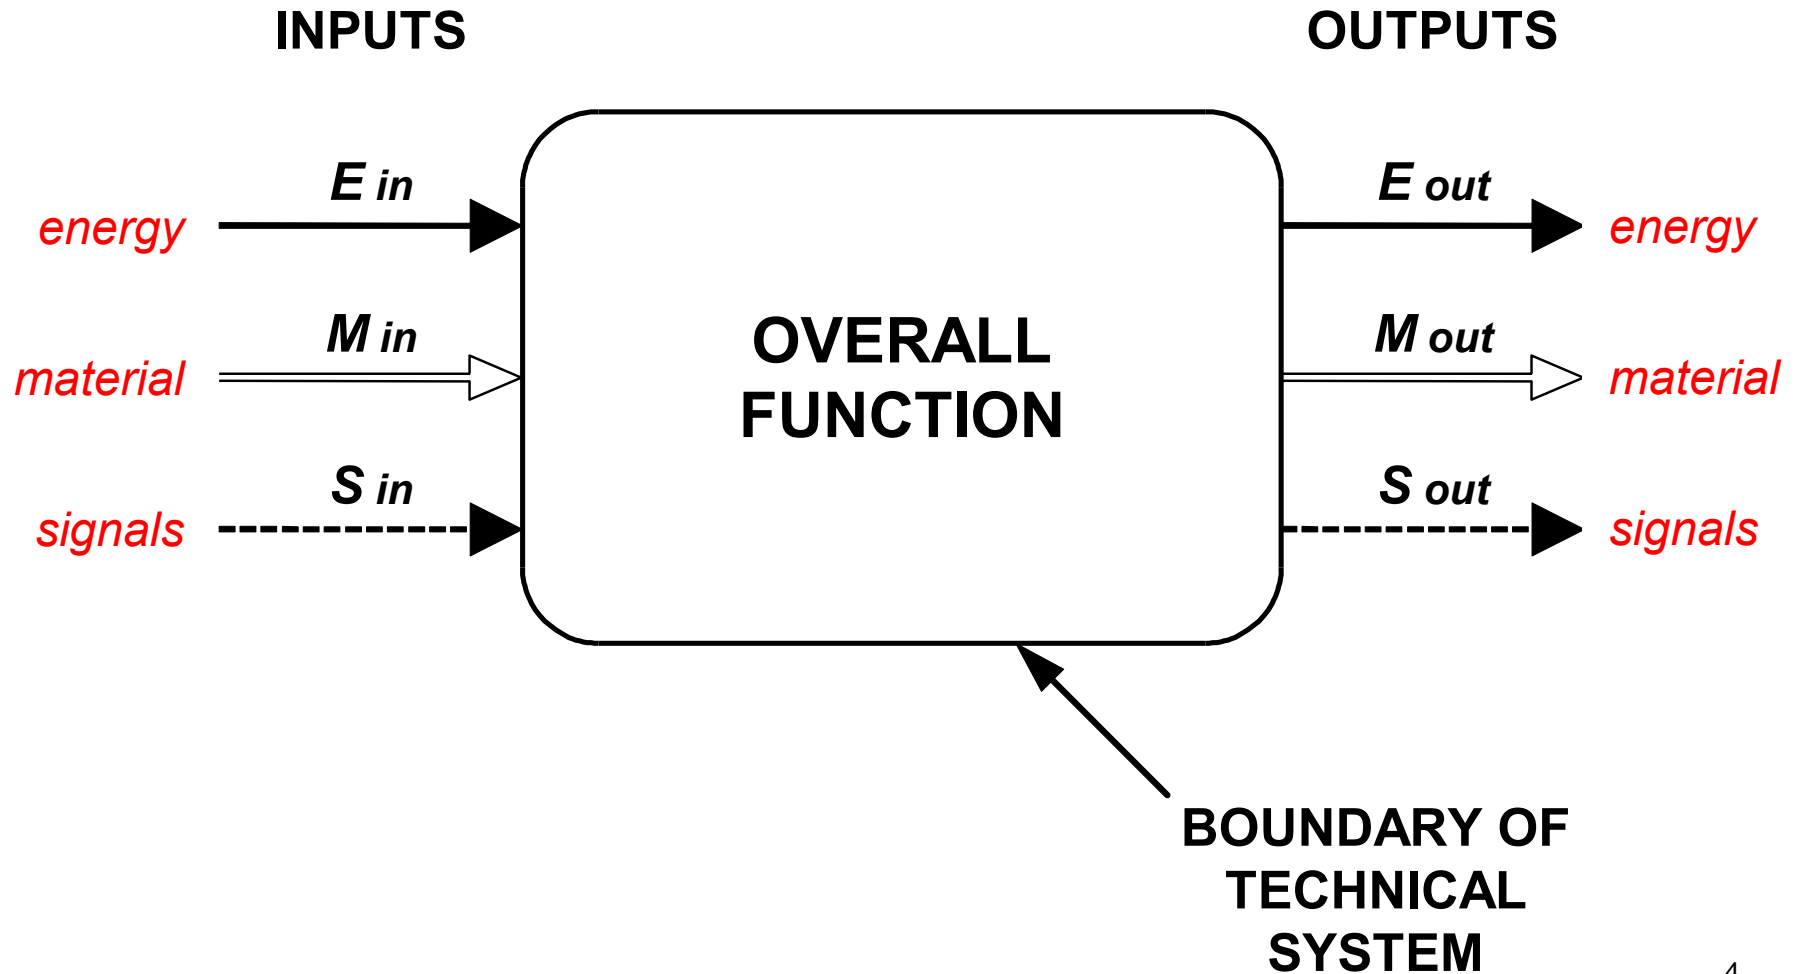 INPUTS
OUTPUTS
E in
E out
energy
energy
M in
OVERALL
M out
material
FUNCTION
material
S in
S out
signals
signals
BOUNDARY OF
TECHNICAL
SYSTEM
4